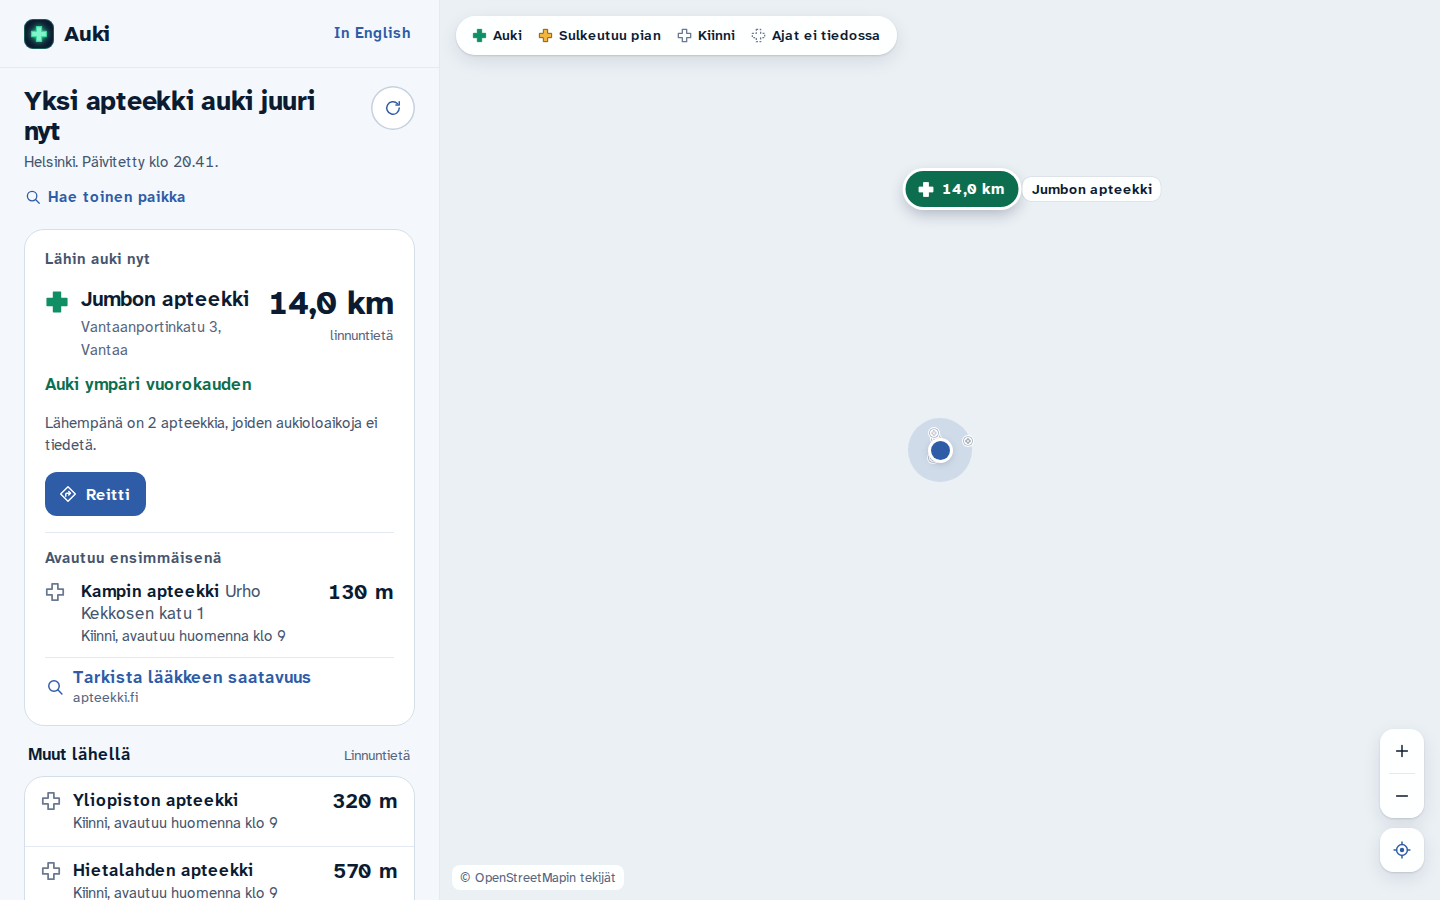 Auki
In English
Yksi apteekki auki juuri
nyt
Helsinki. Päivitetty klo 20.41.
Hae toinen paikka
Lähin auki nyt
Jumbon apteekki
14,0 km
Vantaanportinkatu 3,
Vantaa
linnuntietä
Auki ympäri vuorokauden
Lähempänä on 2 apteekkia, joiden aukioloaikoja ei
tiedetä.
Reitti
Avautuu ensimmäisenä
Kampin apteekki Urho
Kekkosen katu 1
130 m
Kiinni, avautuu huomenna klo 9
Tarkista lääkkeen saatavuus
apteekki.fi
Muut lähellä
Linnuntietä
Yliopiston apteekki
320 m
Kiinni, avautuu huomenna klo 9
Hietalahden apteekki
570 m
Kiinni, avautuu huomenna klo 9
Auki
Sulkeutuu pian
Kiinni
Ajat ei tiedossa
14,0 km
Jumbon apteekki
+
−
© OpenStreetMapin tekijät